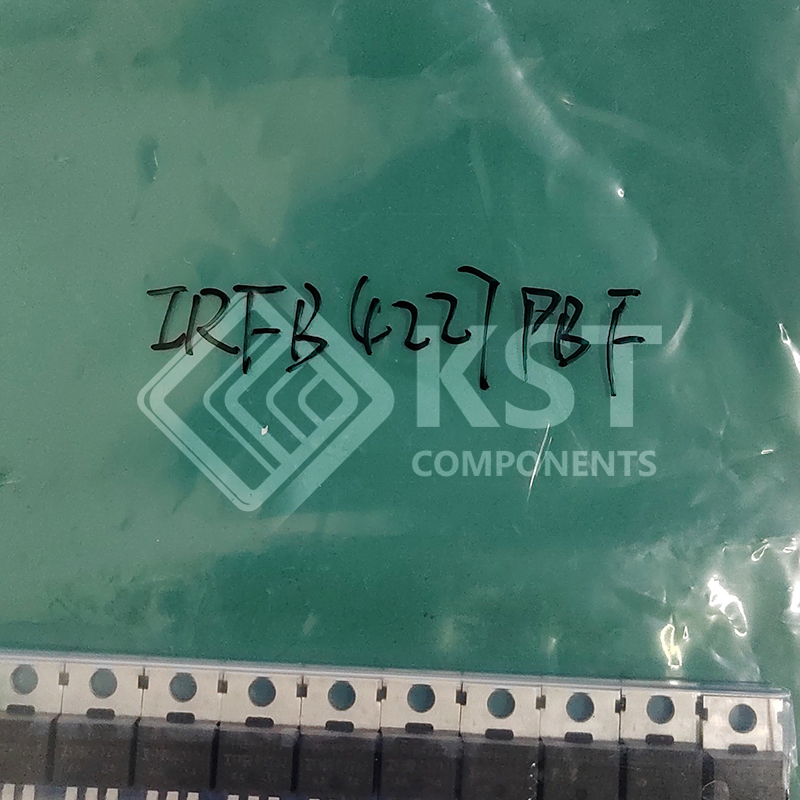 IRFB4227PBF
KST
COMPONENTS